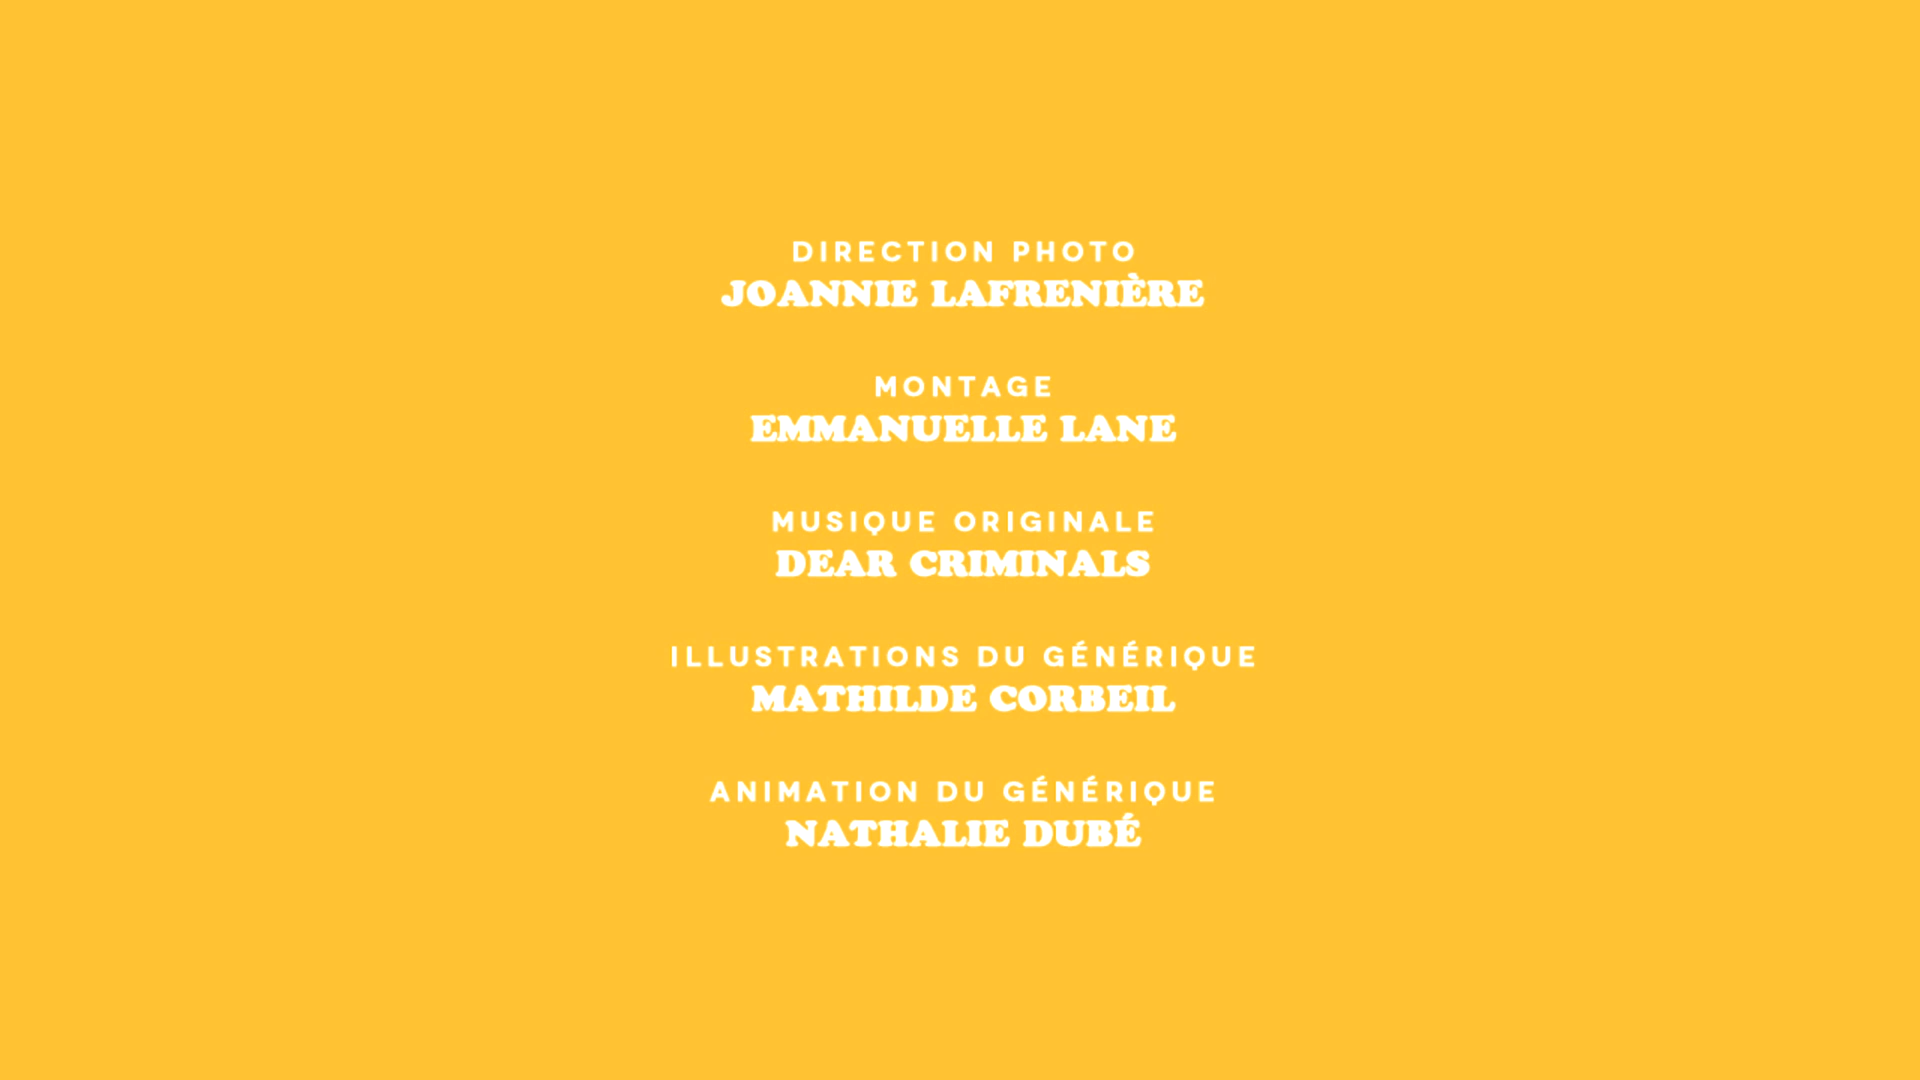 DIRECTION PHOTO
JOANNIE LAFRENIÈRE
MONTAGE
EMMANUELLE LANE
MUSIQUE ORIGINALE
DEAR CRIMINALS
ILLUSTRATIONS DU GÉNÉRIQUE
MATHILDE CORBEIL
ANIMATION DU GÉNÉRIQUE
NATHALIE DUBÉ